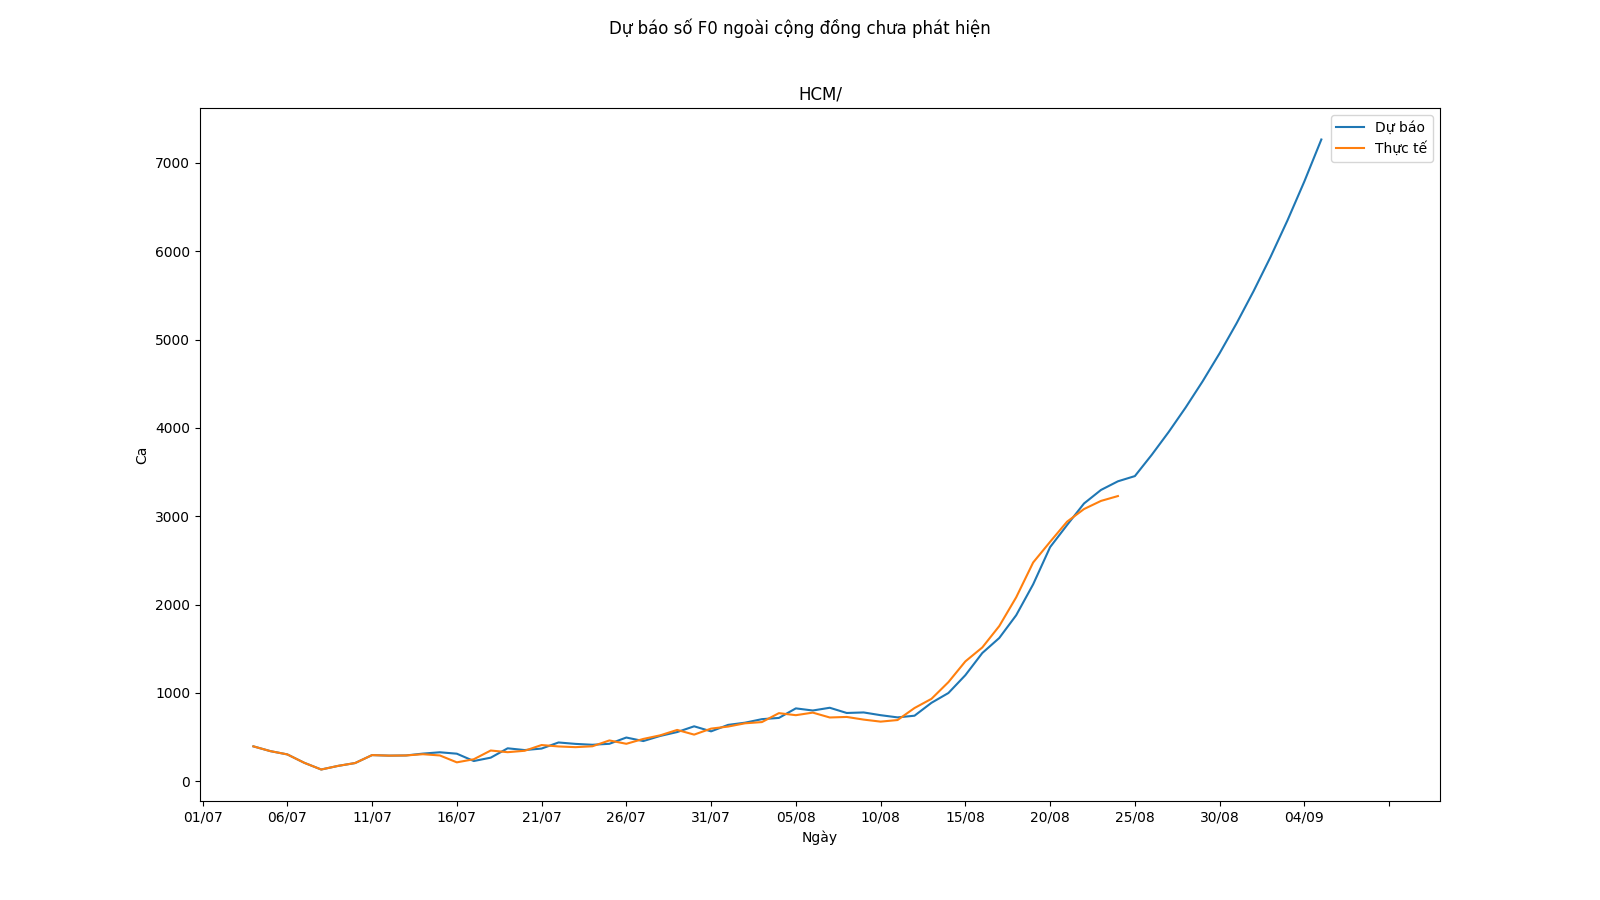 Dự báo số F0 ngoài cộng đồng chưa phát hiện
HCM/
Dự báo
Thực tế
7000
6000
5000
4000
3000
2000
1000
0
Ca
01/07 06/07 11/07 16/07 21/07 26/07 31/07 05/08 10/08 15/08 20/08 25/08 30/08 04/09
Ngày